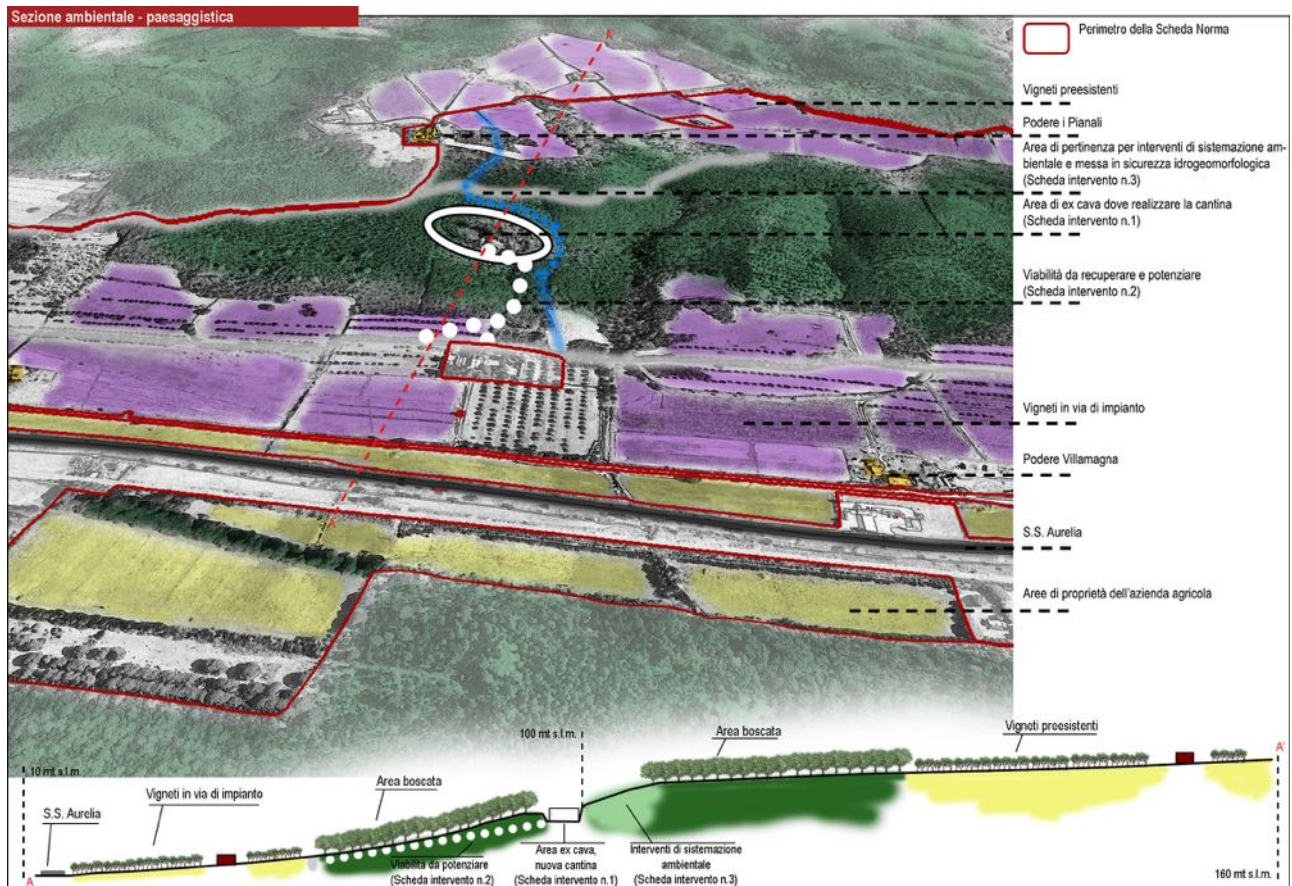 Sezione ambientale - paesaggistica
A'
Perimetro della Scheda Norma
Vigneti preesistenti
Podere i Pianali
Area di pertinenza per interventi di sistemazione am-
bientale e messa in sicurezza idrogeomorfologica
(Scheda intervento n.3)
Area di ex cava dove realizzare la cantina
(Scheda intervento n.1)
Viabilità da recuperare e potenziare
(Scheda intervento n.2)
Vigneti in via di impianto
Podere Villamagna
S.S. Aurelia
Aree di proprietà dell'azienda agricola
A
100 mt s.l.m.
Area boscata
Vigneti preesistenti
A'
10 mt s.l.m.
Area boscata
Vigneti in via di impianto
S.S. Aurelia
Viabilità da potenziare
(Scheda intervento n.2)
Area ex cava,
nuova cantina
(Scheda intervento n.1)
Interventi di sistemazione
ambientale
(Scheda intervento n.3)
A
160 mt s.l.m.